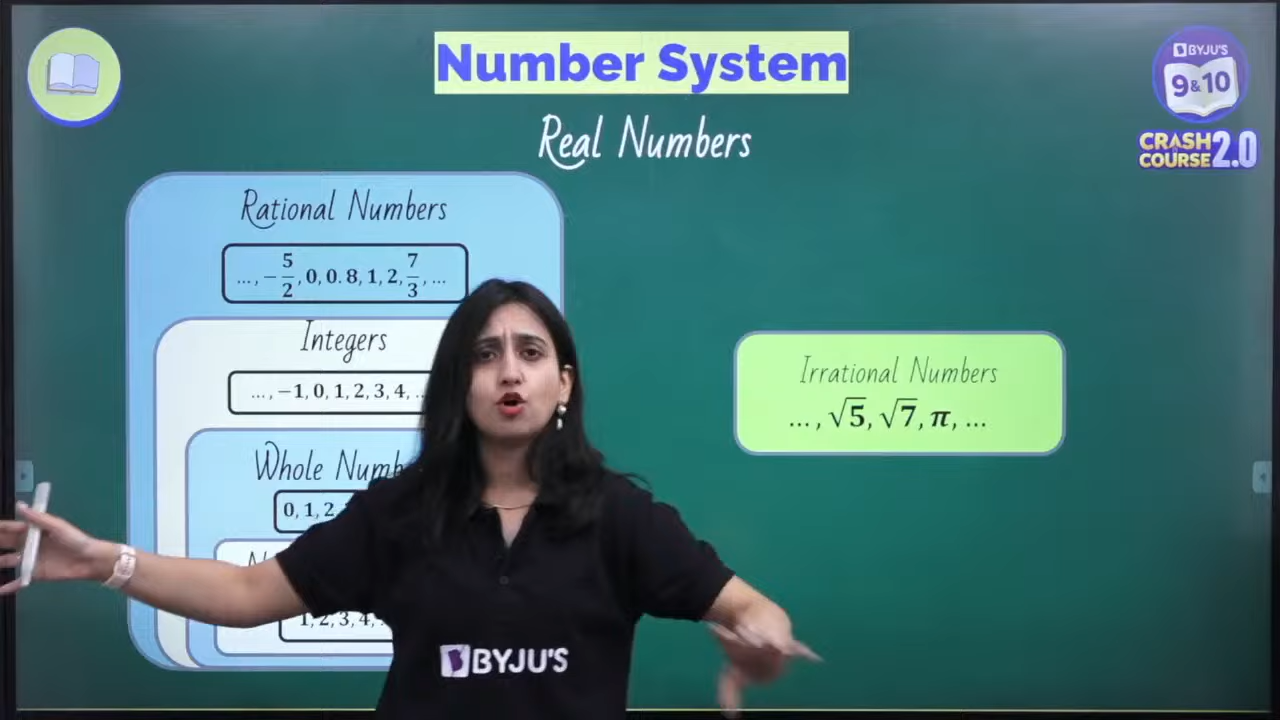 Number System
Real Numbers
BYJU'S
9 & 10
CRASH COURSE 2.0
Rational Numbers
..., -5/2, 0, 0.8, 1, 2, 7/3, ...
Integers
..., -1, 0, 1, 2, 3, 4, ..
Irrational Numbers
..., √5, √7, π, ...
Whole
0, 1, 2
1, 2, 3, 4,
BYJU'S